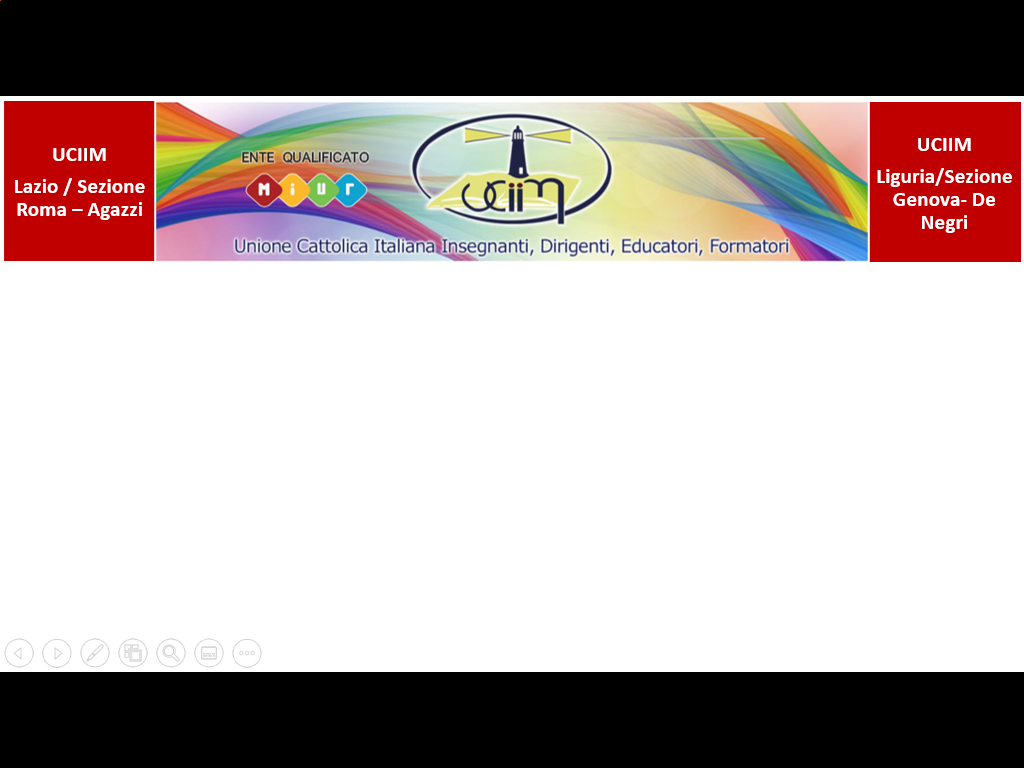 UCIIM
Lazio / Sezione
Roma – Agazzi
ENTE QUALIFICATO
MIUR
uciim
Unione Cattolica Italiana Insegnanti, Dirigenti, Educatori, Formatori
UCIIM
Liguria/Sezione
Genova- De
Negri